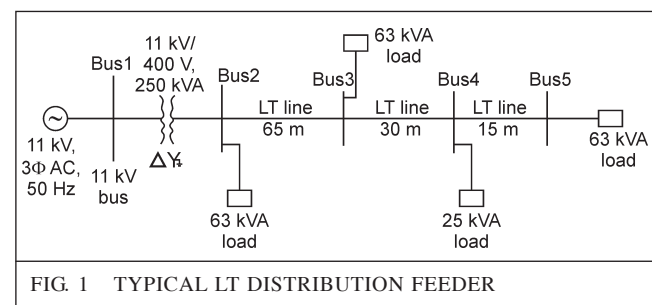 11 kV/
400 V,
250 kVA
Bus1
Bus2
Bus3
63 kVA
load
Bus4
Bus5
LT line
65 m
LT line
30 m
LT line
15 m
11 kV,
3Φ AC,
50 Hz
11 kV
bus
ΔY
63 kVA
load
25 kVA
load
63 kVA
load
FIG. 1 TYPICAL LT DISTRIBUTION FEEDER